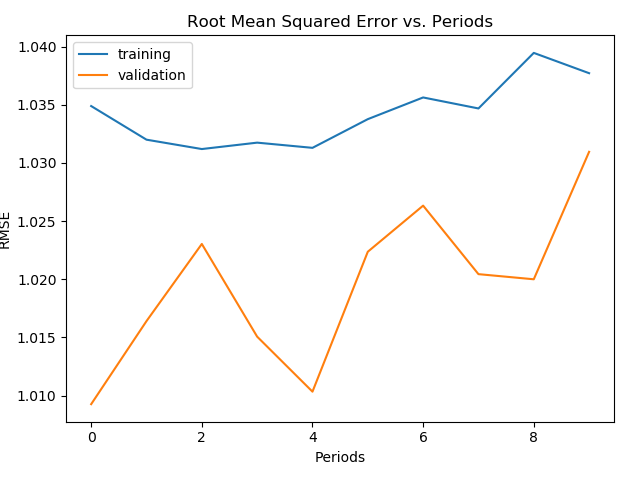 Root Mean Squared Error vs. Periods
training
validation
1.040
1.035
1.030
1.025
1.020
1.015
1.010
RMSE
0 2 4 6 8
Periods